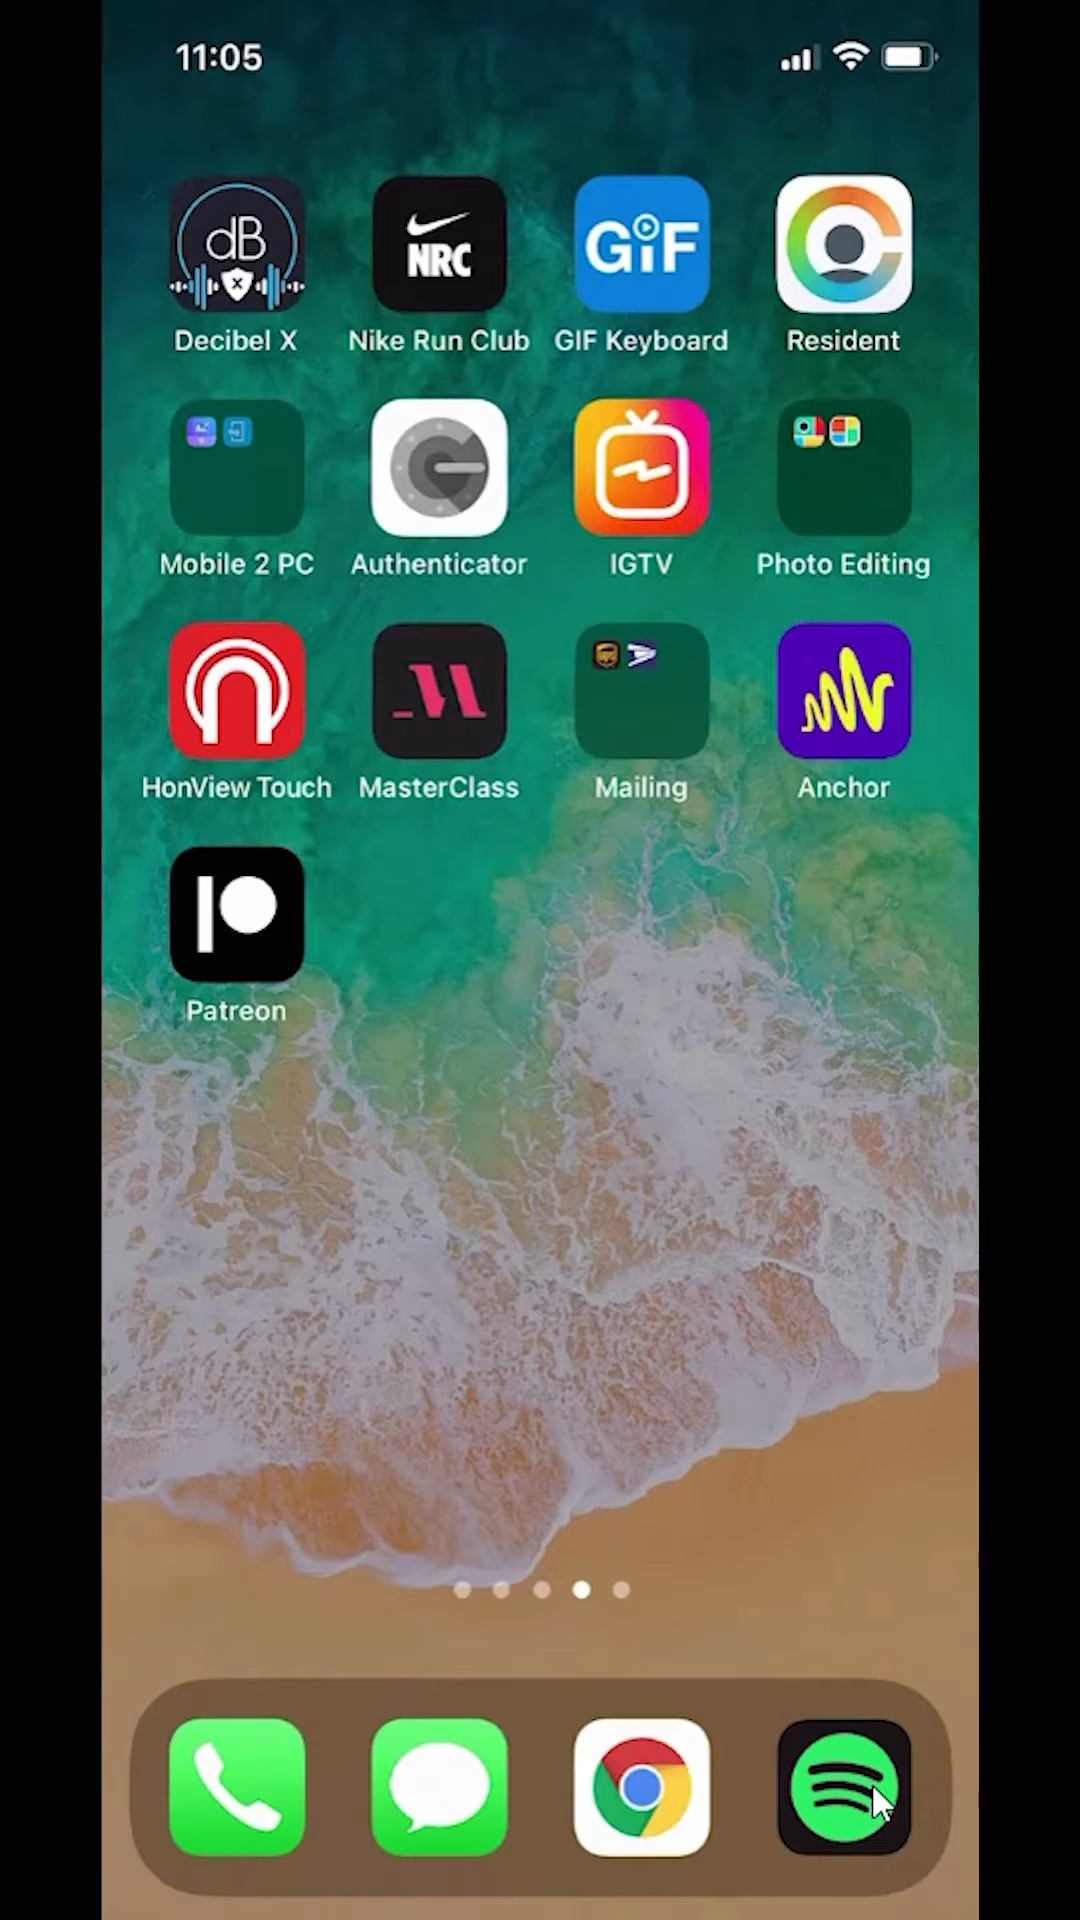 11:05
dB
X
NRC
GIF
Decibel X
Nike Run Club
GIF Keyboard
Resident
Mobile 2 PC
Authenticator
IGTV
Photo Editing
HonView Touch
MasterClass
Mailing
Anchor
Patreon